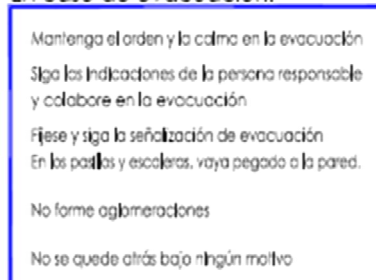 Mantenga el orden y la calma en la evacuación
Siga las indicaciones de la persona responsable
y colabore en la evacuación
Fíjese y siga la señalización de evacuación
En los pasillos y escaleras, vaya pegado a la pared.
No forme aglomeraciones
No se quede atrás bajo ningún motivo